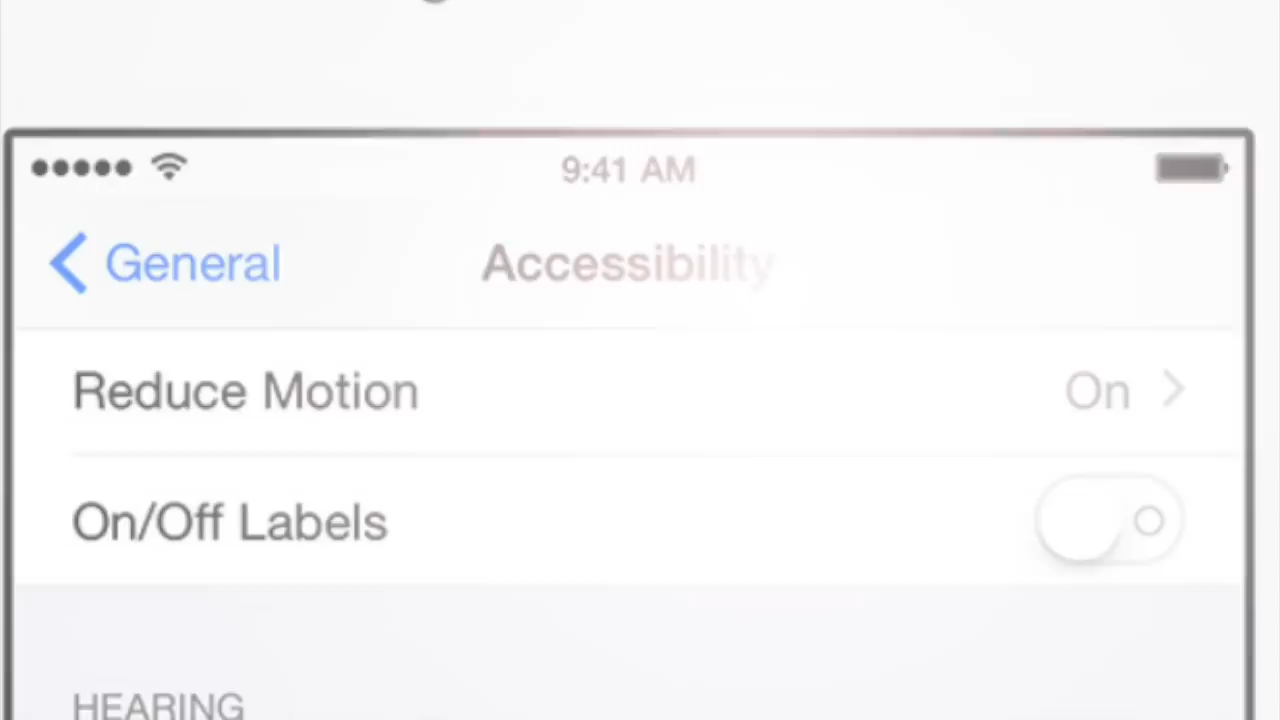 9:41 AM
General Accessibility
Reduce Motion On
On/Off Labels
HEARING